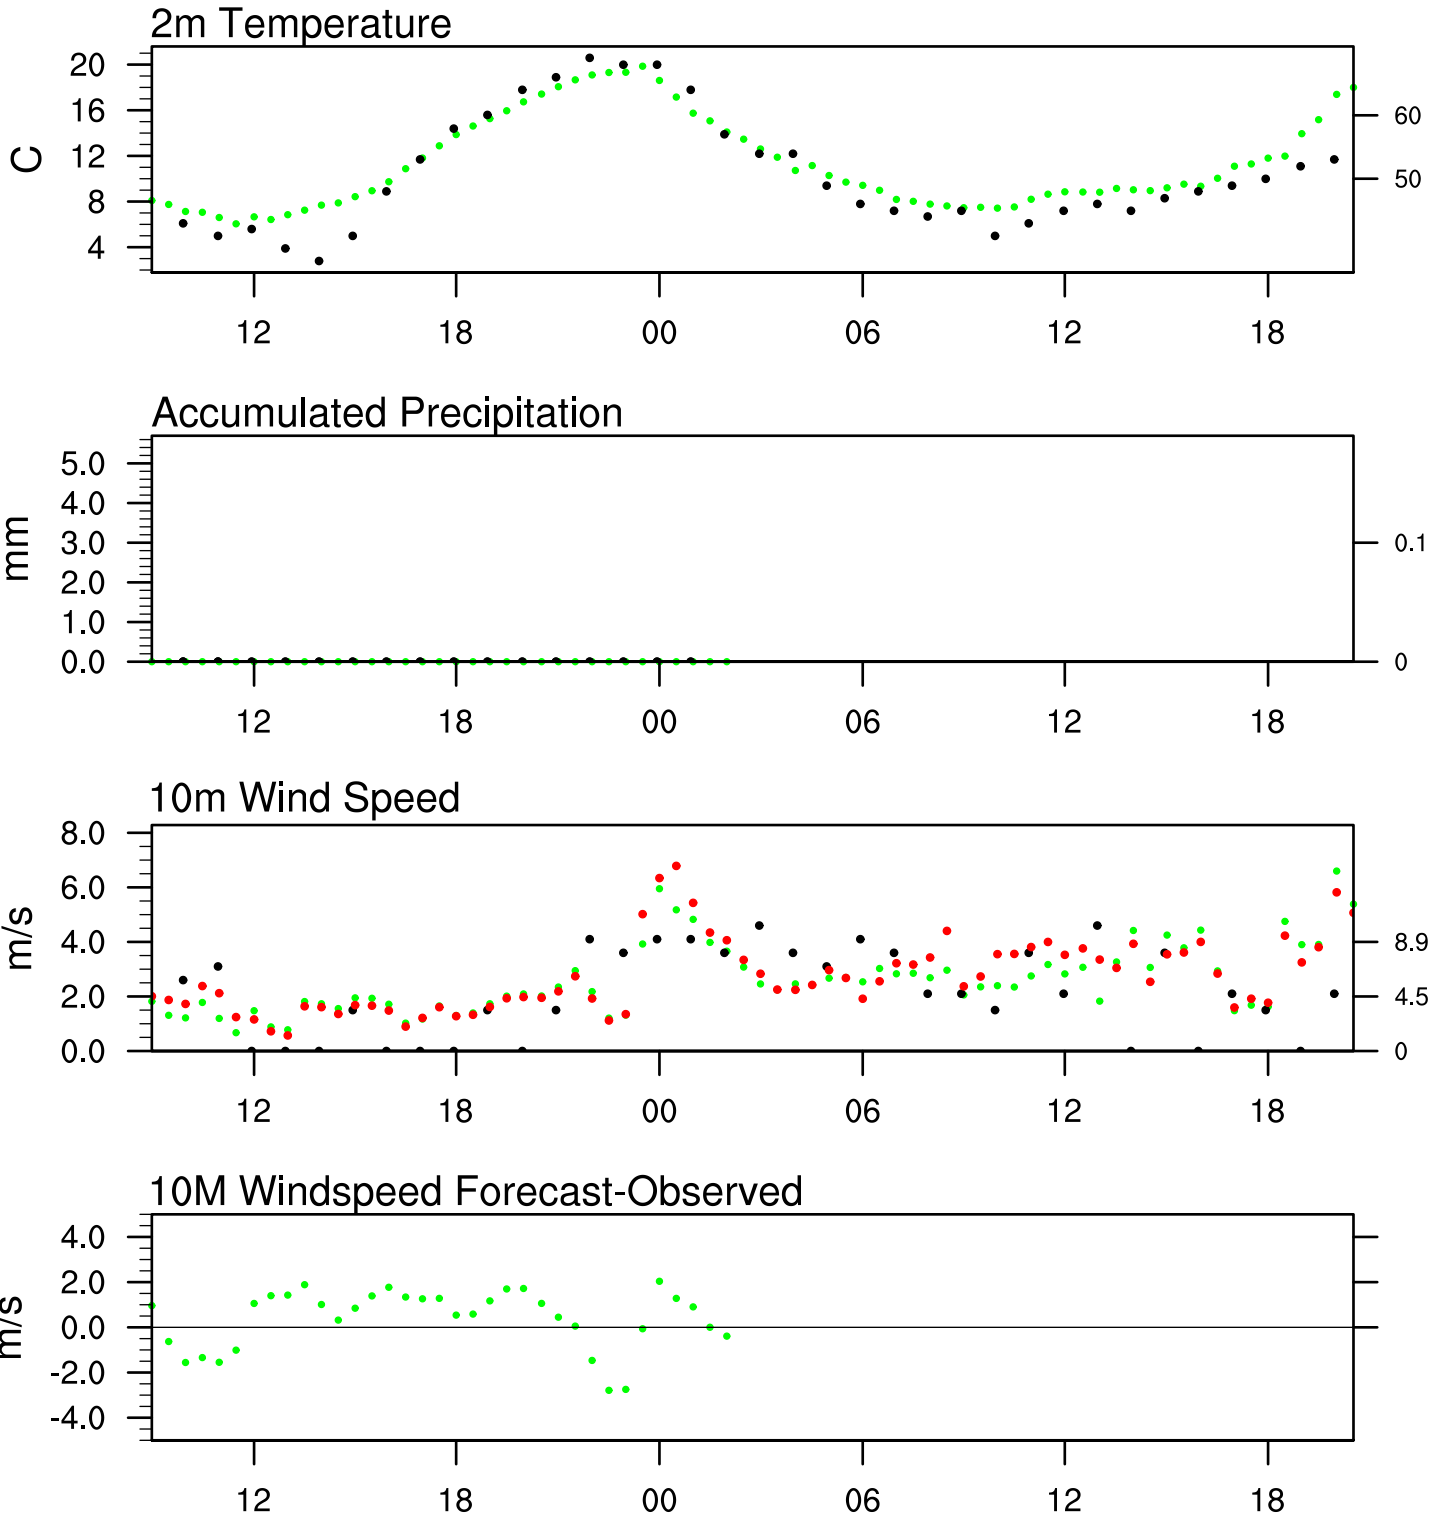 2m Temperature
20
16
12
8
4
C
60
50
12 18 00 06 12 18
Accumulated Precipitation
5.0
4.0
3.0
2.0
1.0
0.0
mm
0.1
0
12 18 00 06 12 18
10m Wind Speed
8.0
6.0
4.0
2.0
0.0
m/s
8.9
4.5
0
12 18 00 06 12 18
10M Windspeed Forecast-Observed
4.0
2.0
0.0
-2.0
-4.0
m/s
12 18 00 06 12 18